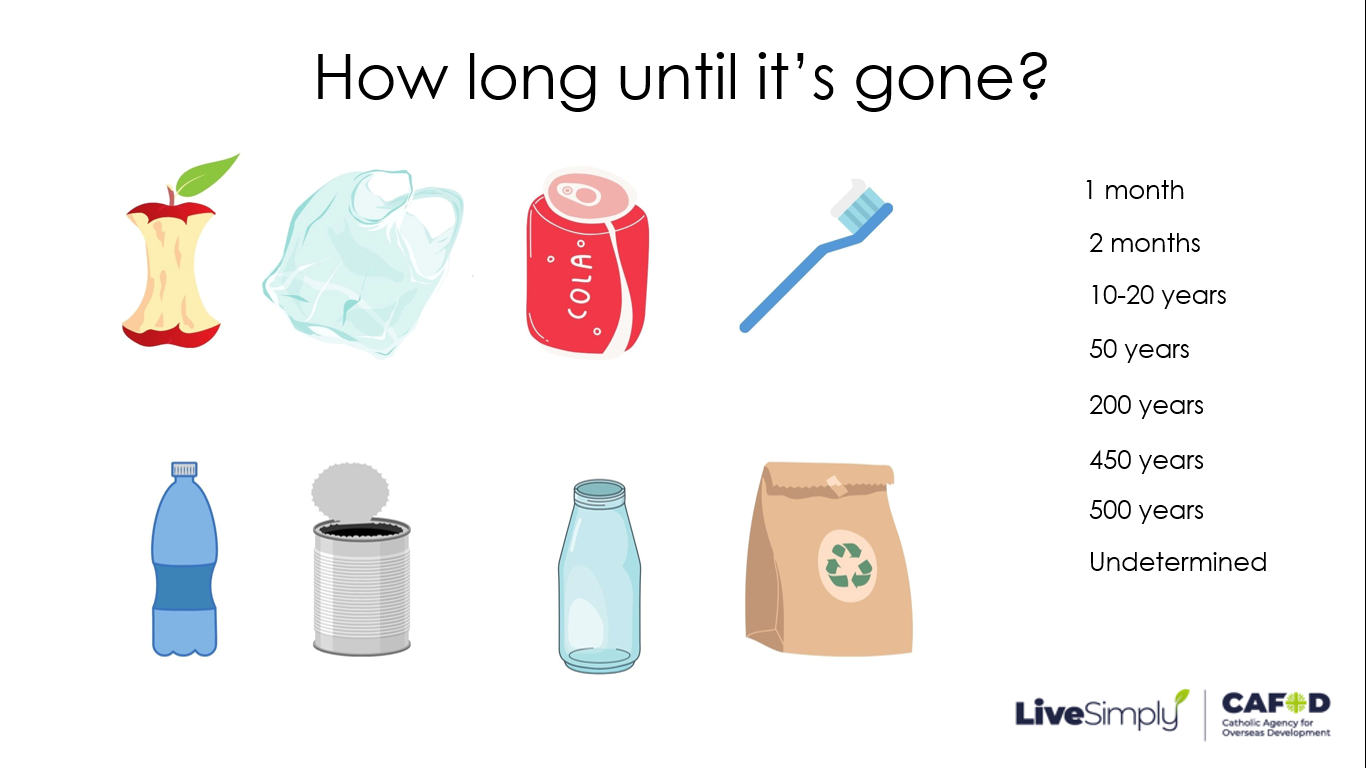 How long until it’s gone?
COLA
1 month
2 months
10-20 years
50 years
200 years
450 years
500 years
Undetermined
LiveSimply
CAFOD
Catholic Agency for
Overseas Development